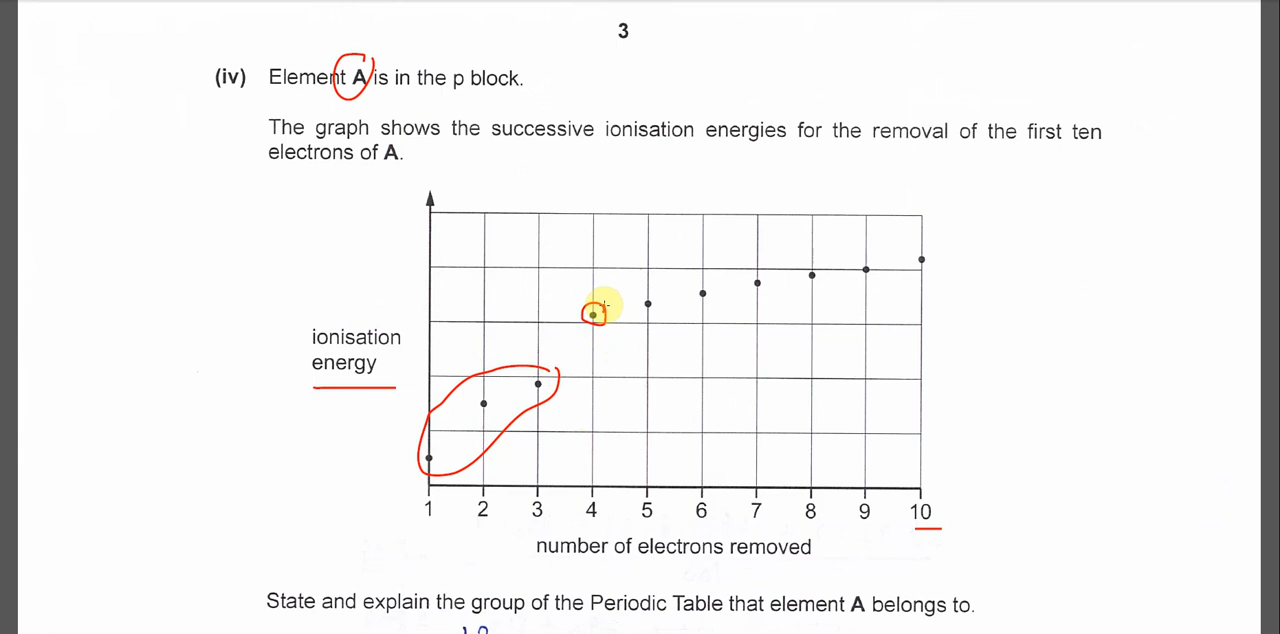 3
(iv) Element A is in the p block.
The graph shows the successive ionisation energies for the removal of the first ten
electrons of A.
ionisation
energy
1 2 3 4 5 6 7 8 9 10
number of electrons removed
State and explain the group of the Periodic Table that element A belongs to.